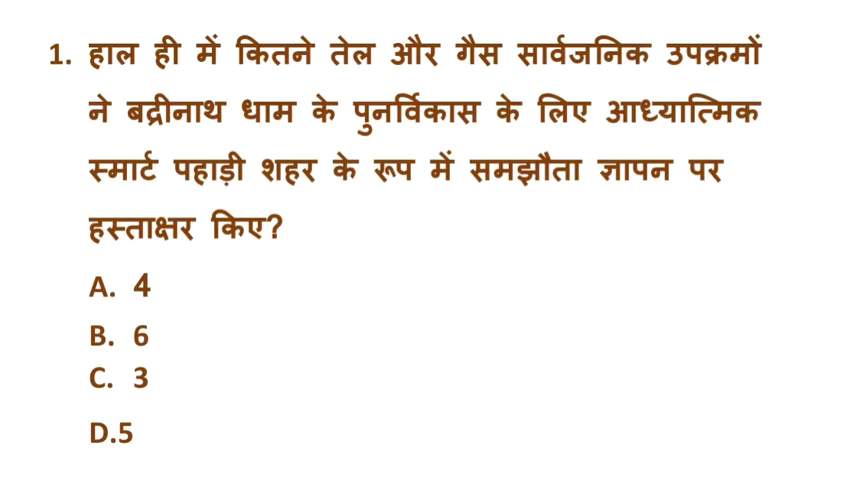 1. हाल ही में कितने तेल और गैस सार्वजनिक उपक्रमों
ने बद्रीनाथ धाम के पुनर्विकास के लिए आध्यात्मिक
स्मार्ट पहाड़ी शहर के रूप में समझौता ज्ञापन पर
हस्ताक्षर किए?
A. 4
B. 6
C. 3
D.5